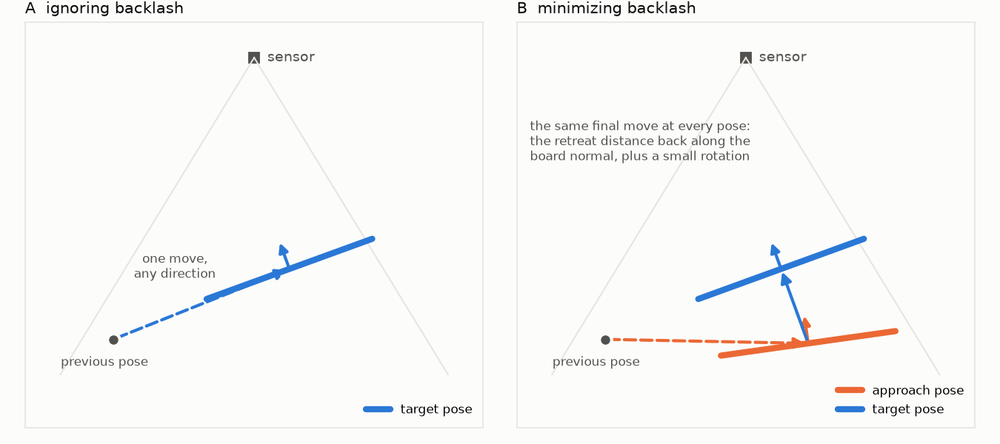 A ignoring backlash
sensor
one move,
any direction
previous pose
target pose
B minimizing backlash
sensor
the same final move at every pose:
the retreat distance back along the
board normal, plus a small rotation
previous pose
approach pose
target pose